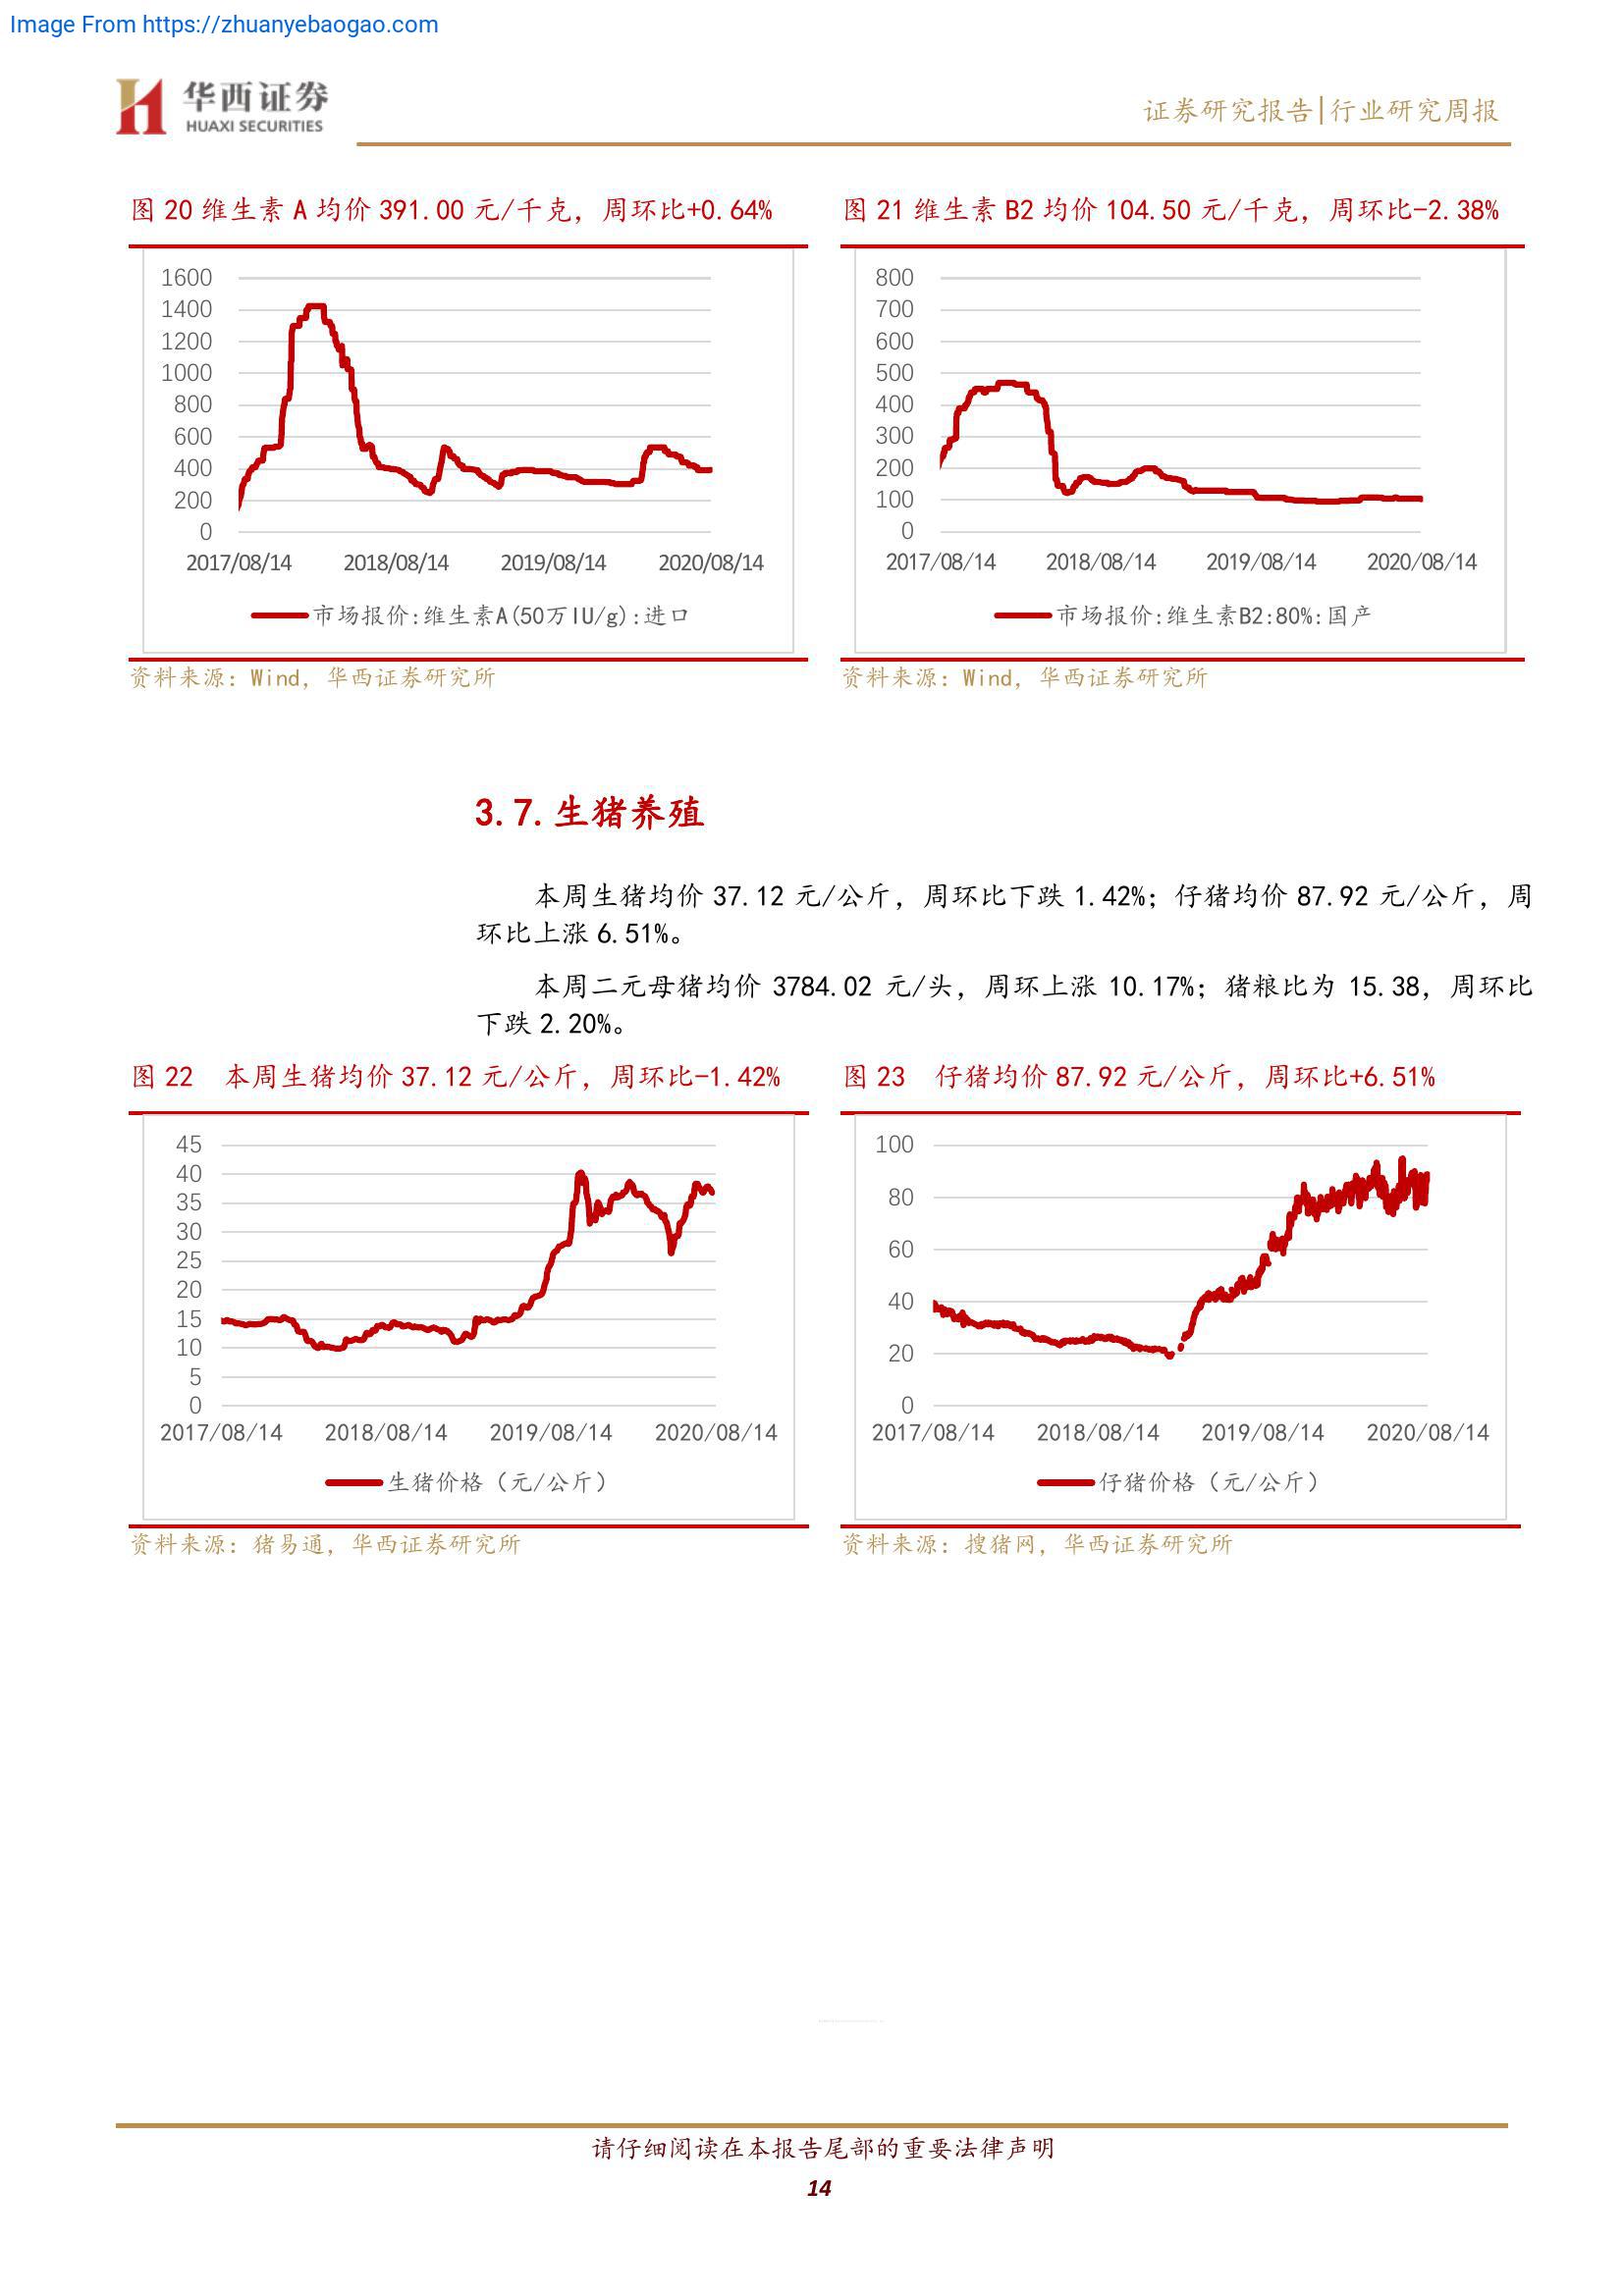 Image From https://zhuanyebaogao.com
华西证券
HUAXI SECURITIES
证券研究报告|行业研究周报
图 20 维生素 A 均价 391.00 元/千克，周环比+0.64%
1600
1400
1200
1000
800
600
400
200
0
2017/08/14 2018/08/14 2019/08/14 2020/08/14
市场报价:维生素A(50万IU/g):进口
资料来源：Wind，华西证券研究所
图 21 维生素 B2 均价 104.50 元/千克，周环比-2.38%
800
700
600
500
400
300
200
100
0
2017/08/14 2018/08/14 2019/08/14 2020/08/14
市场报价:维生素B2:80%:国产
资料来源：Wind，华西证券研究所
3.7.生猪养殖
本周生猪均价 37.12 元/公斤，周环比下跌 1.42%；仔猪均价 87.92 元/公斤，周
环比上涨 6.51%。
本周二元母猪均价 3784.02 元/头，周环上涨 10.17%；猪粮比为 15.38，周环比
下跌 2.20%。
图 22 本周生猪均价 37.12 元/公斤，周环比-1.42%
45
40
35
30
25
20
15
10
5
0
2017/08/14 2018/08/14 2019/08/14 2020/08/14
生猪价格（元/公斤）
资料来源：猪易通，华西证券研究所
图 23 仔猪均价 87.92 元/公斤，周环比+6.51%
100
80
60
40
20
0
2017/08/14 2018/08/14 2019/08/14 2020/08/14
仔猪价格（元/公斤）
资料来源：搜猪网，华西证券研究所
请仔细阅读在本报告尾部的重要法律声明
14